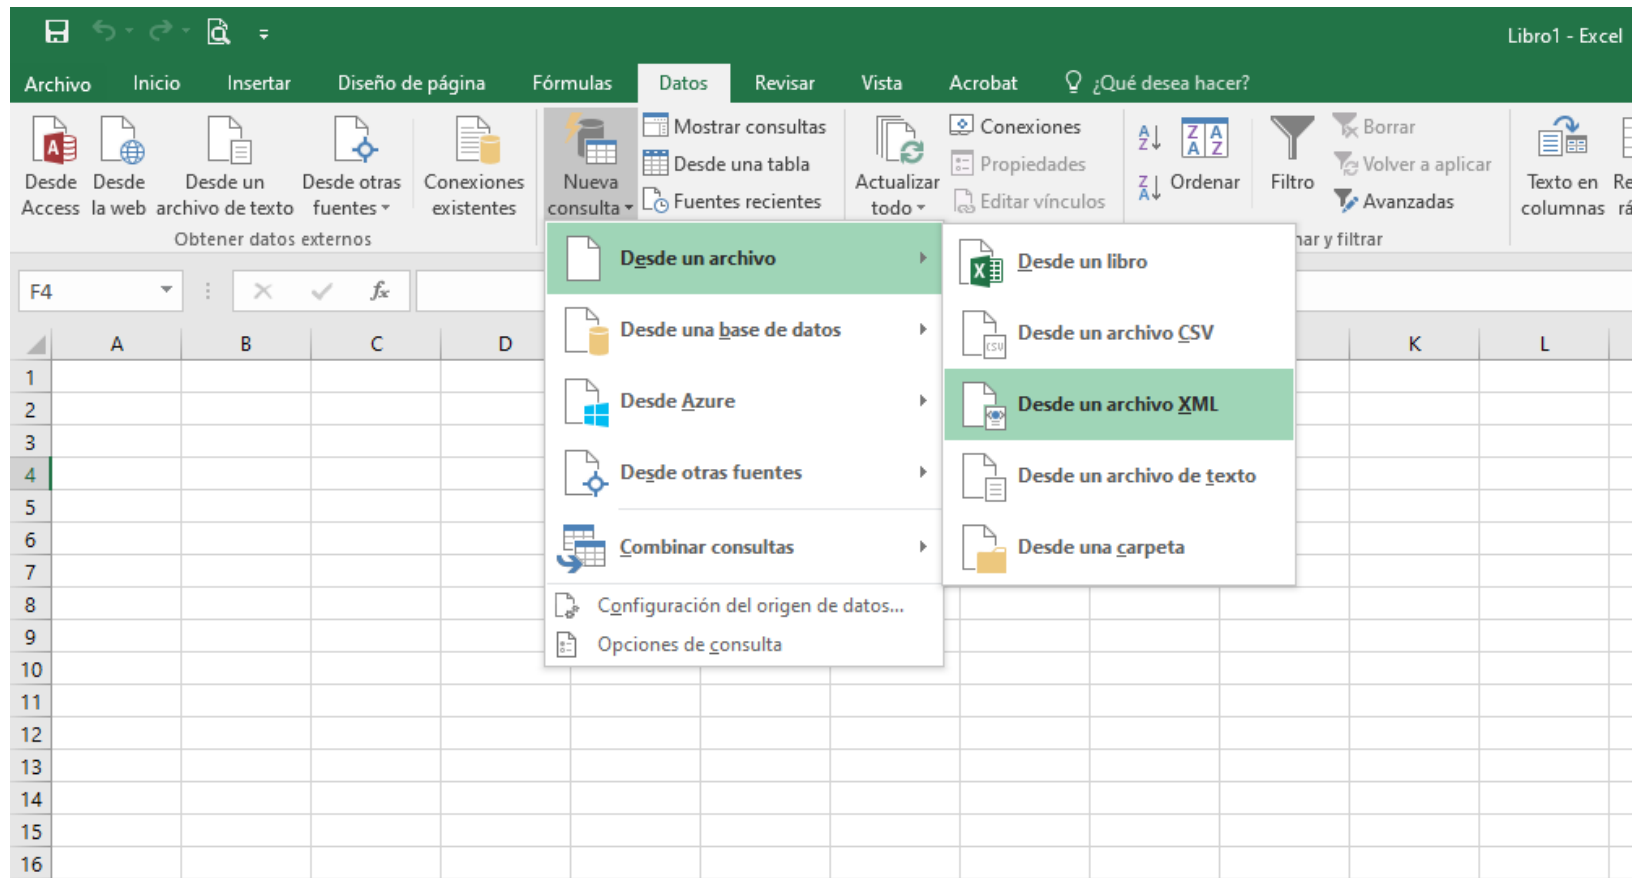 Libro1 - Excel
Archivo Inicio Insertar Diseño de página Fórmulas Datos Revisar Vista Acrobat ¿Qué desea hacer?
Desde Access
Desde la web
Desde un archivo de texto
Desde otras fuentes
Conexiones existentes
Obtener datos externos
Nueva consulta
Mostrar consultas
Desde una tabla
Fuentes recientes
Actualizar todo
Conexiones
Propiedades
Editar vínculos
A Z
Z A
Z A A Z
Ordenar
Filtro
Borrar
Volver a aplicar
Avanzadas
y filtrar
Texto en columnas
F4
fx
Desde un archivo
Desde una base de datos
Desde Azure
Desde otras fuentes
Combinar consultas
Configuración del origen de datos...
Opciones de consulta
Desde un libro
Desde un archivo CSV
Desde un archivo XML
Desde un archivo de texto
Desde una carpeta
A B C D K L
1
2
3
4
5
6
7
8
9
10
11
12
13
14
15
16